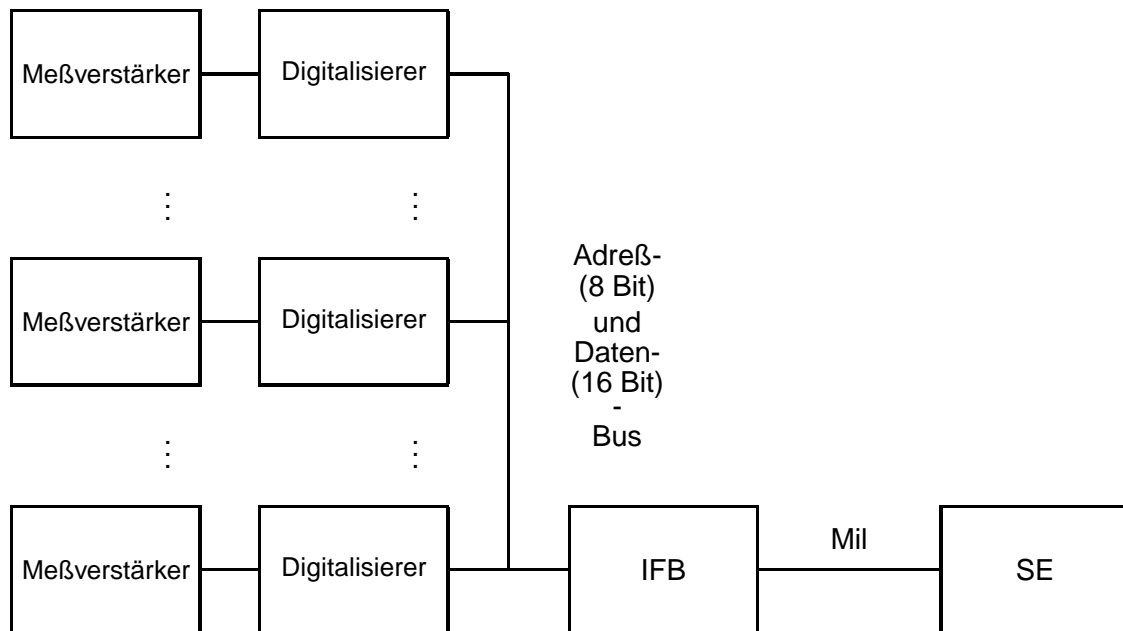 Meßverstärker
Digitalisierer
Meßverstärker
Digitalisierer
Adreß-
(8 Bit)
und
Daten-
(16 Bit)
-
Bus
Meßverstärker
Digitalisierer
IFB
Mil
SE